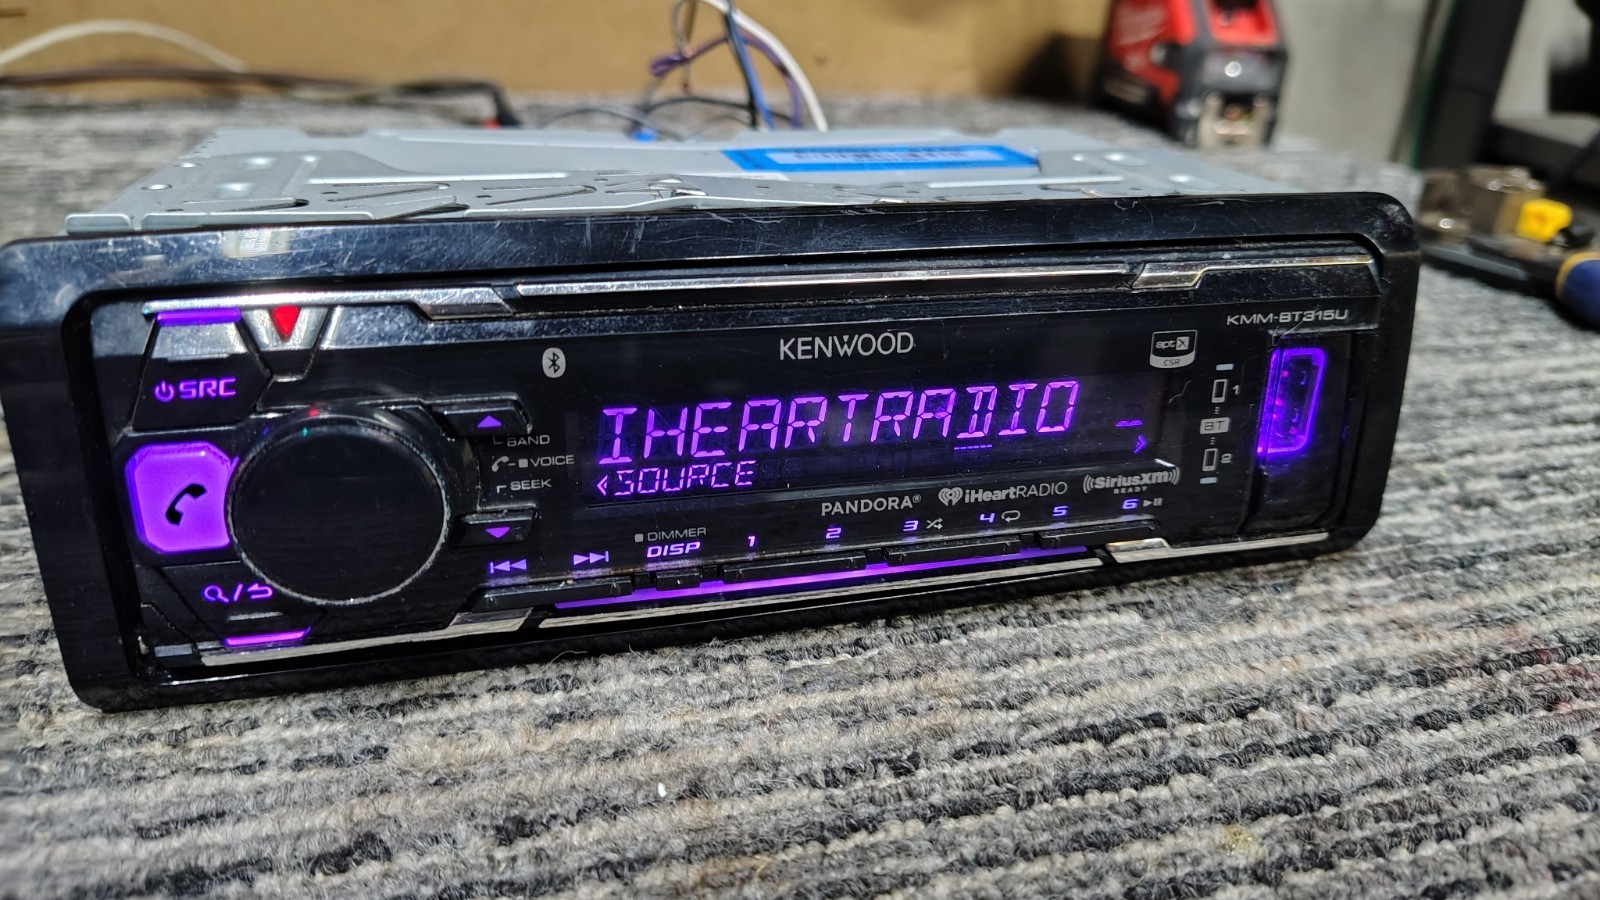 KENWOOD
KMM-BT315U
aptX
CSR
SRC
BAND
VOICE
SEEK
IHEARTRADIO
<SOURCE
1
BT
2
PANDORA®
iHeartRADIO
((SiriusXm))
READY
DIMMER
DISP
1
2
3
4
5
6